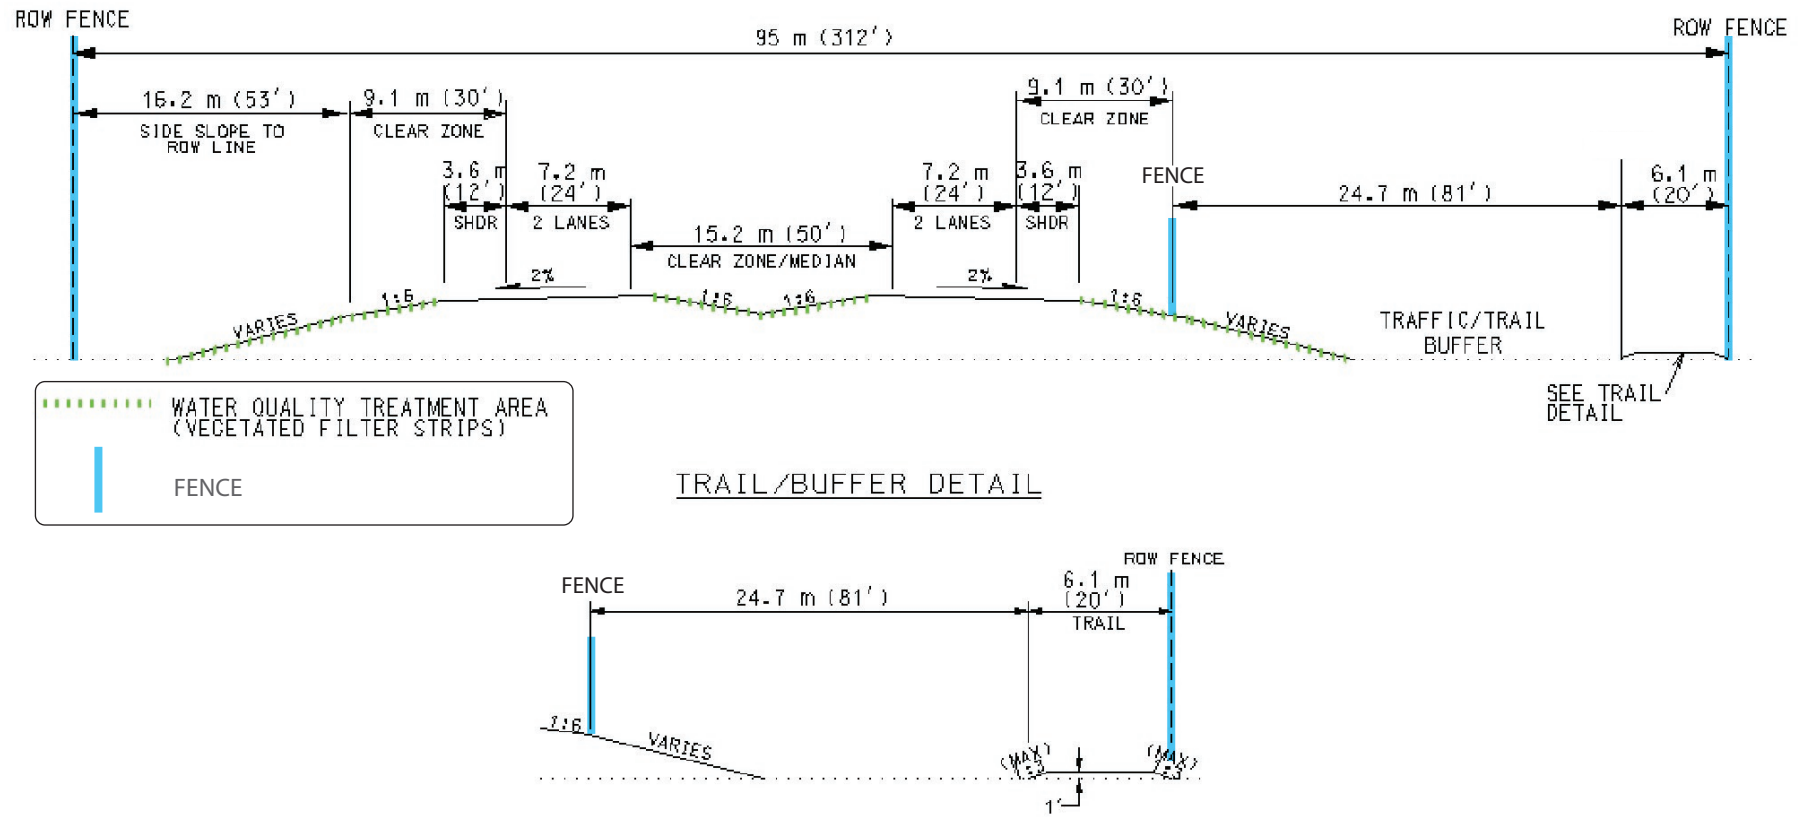 ROW FENCE
ROW FENCE
95 m (312′)
16.2 m (53′)
SIDE SLOPE TO
ROW LINE
9.1 m (30′)
CLEAR ZONE
9.1 m (30′)
CLEAR ZONE
3.6 m
(12′)
SHDR
7.2 m
(24′)
2 LANES
15.2 m (50′)
CLEAR ZONE/MEDIAN
7.2 m
(24′)
2 LANES
3.6 m
(12′)
SHDR
FENCE
24.7 m (81′)
6.1 m
(20′)
2%
2%
VARIES
1:6
1:6
1:6
1:6
VARIES
TRAFFIC/TRAIL
BUFFER
SEE TRAIL
DETAIL
WATER QUALITY TREATMENT AREA
(VEGETATED FILTER STRIPS)
FENCE
TRAIL/BUFFER DETAIL
FENCE
24.7 m (81′)
ROW FENCE
6.1 m
(20′)
TRAIL
1:6
VARIES
(MAX)
(MAX)
1′